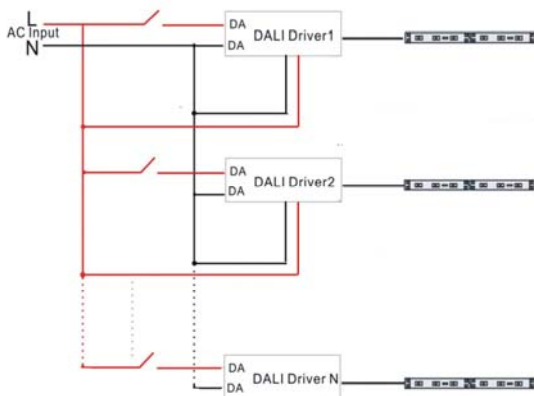 L
AC Input
N
DA
DA
DALI Driver1
DA
DA
DALI Driver2
DA
DA
DALI Driver N